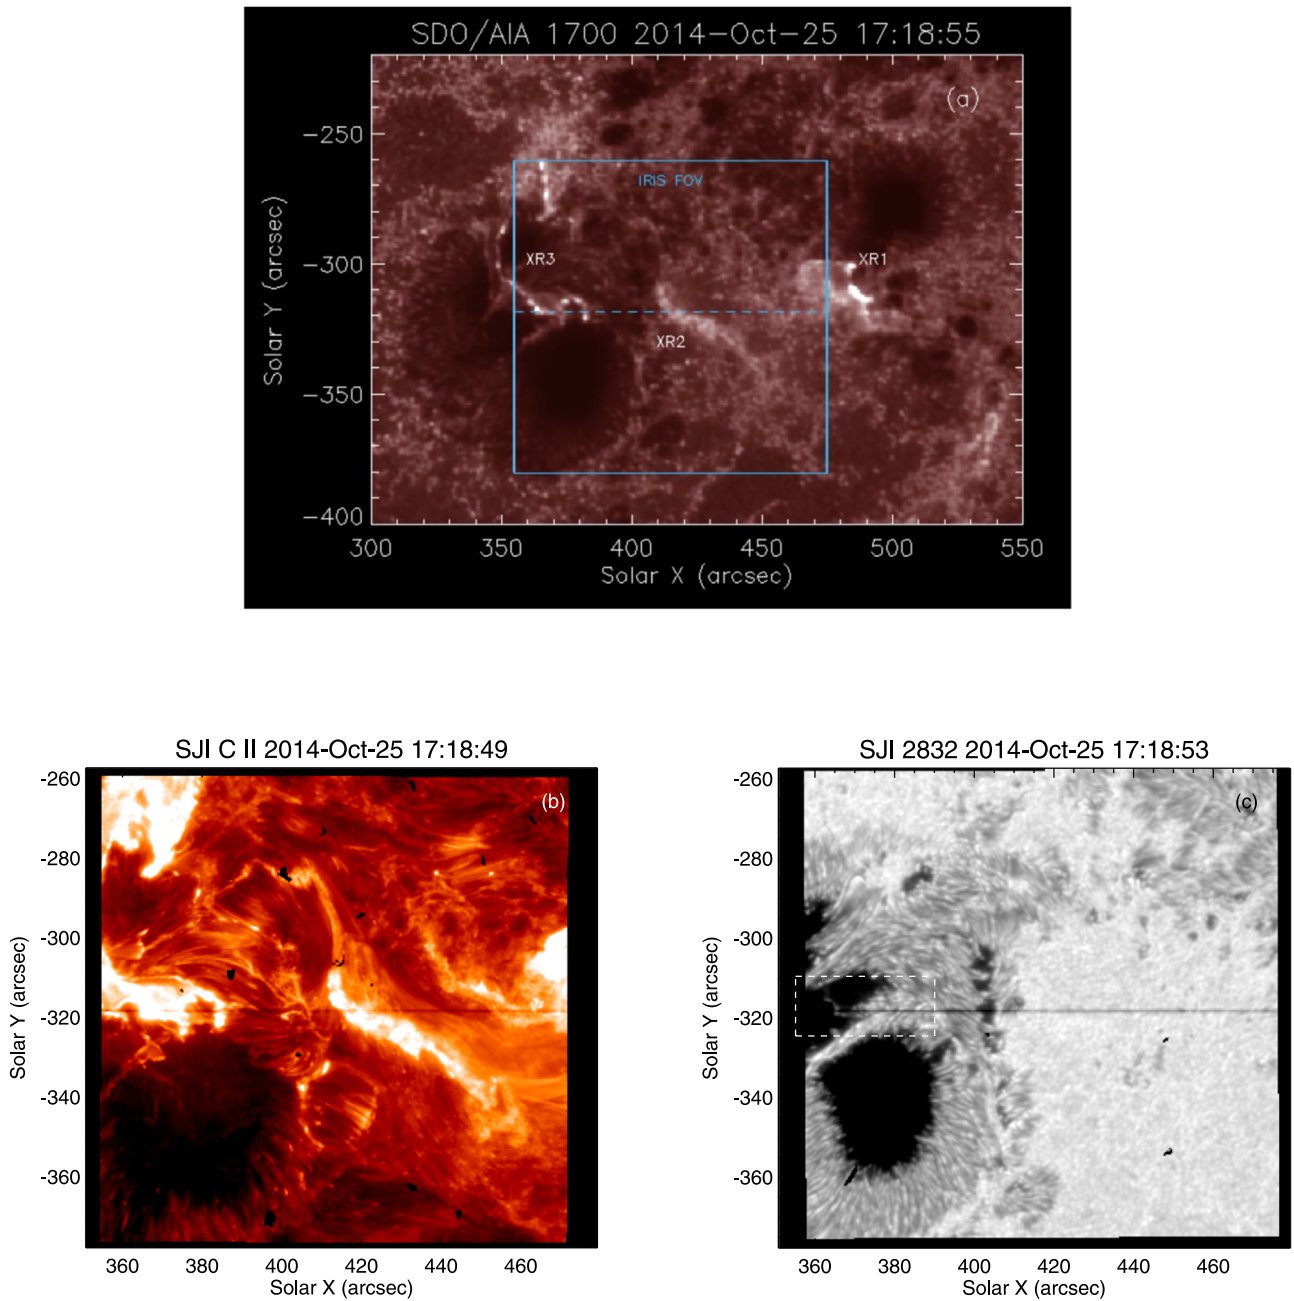 SDO/AIA 1700 2014-Oct-25 17:18:55
(a)
-250
-300
-350
-400
Solar Y (arcsec)
IRIS FOV
XR3
XR1
XR2
300 350 400 450 500 550
Solar X (arcsec)
SJI C II 2014-Oct-25 17:18:49
(b)
-260
-280
-300
-320
-340
-360
Solar Y (arcsec)
360 380 400 420 440 460
Solar X (arcsec)
SJI 2832 2014-Oct-25 17:18:53
(c)
-260
-280
-300
-320
-340
-360
Solar Y (arcsec)
360 380 400 420 440 460
Solar X (arcsec)